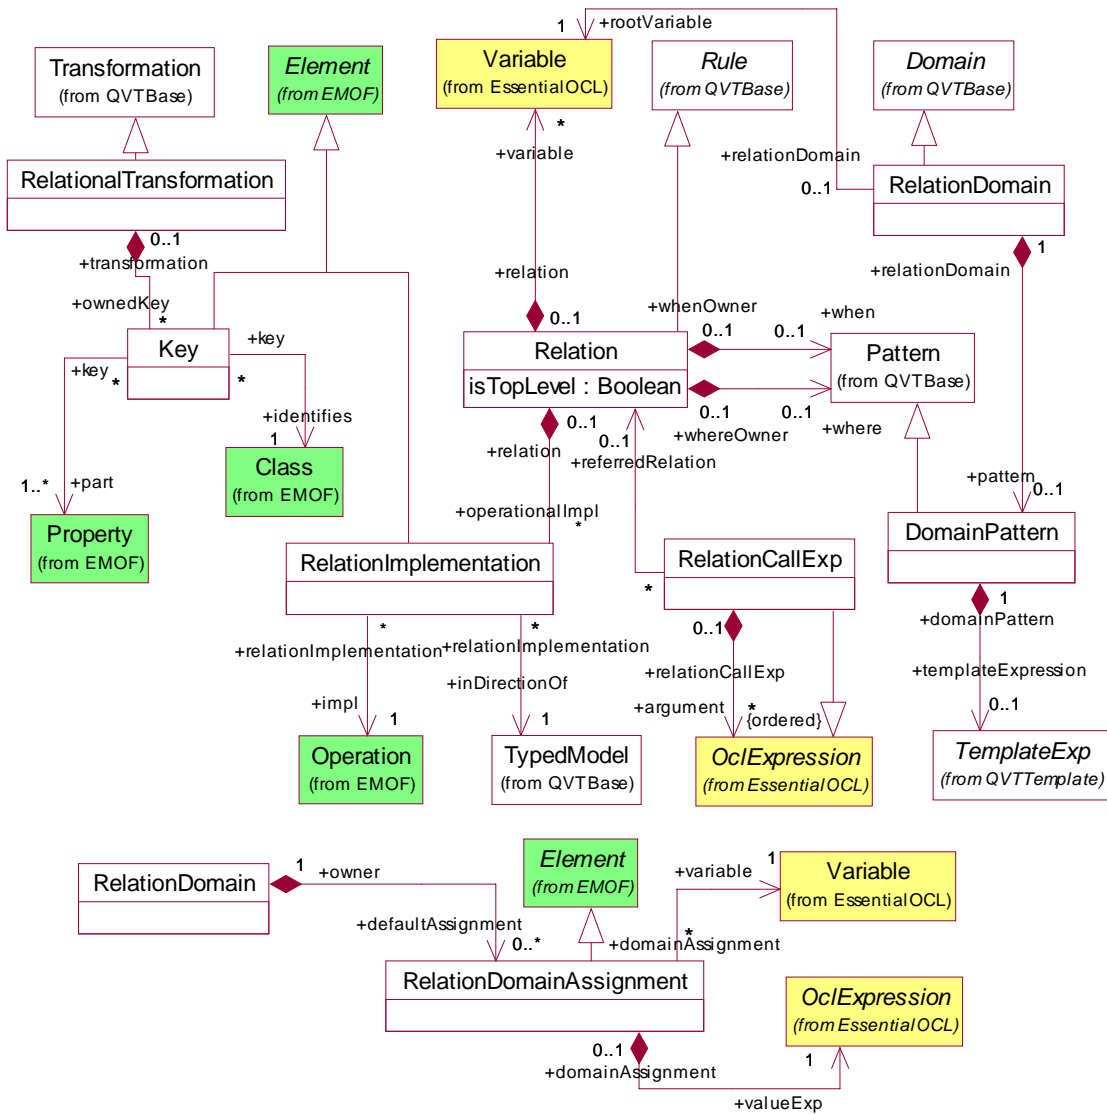 1
+rootVariable
Transformation
(from QVTBase)
Element
(from EMOF)
Variable
(from EssentialOCL)
*
+variable
Rule
(from QVTBase)
Domain
(from QVTBase)
+relationDomain
0..1
RelationalTransformation
RelationDomain
0..1
+transformation
1
+relationDomain
+ownedKey
*
+relation
0..1
+whenOwner
0..1
0..1
+when
Key
+key
+key
*
*
Relation
isTopLevel : Boolean
Pattern
(from QVTBase)
0..1
+whereOwner
0..1
+where
+identifies
1
0..1
+relation
0..1
+referredRelation
Class
(from EMOF)
1..*
+part
+pattern
0..1
Property
(from EMOF)
+operationalImpl
*
RelationImplementation
RelationCallExp
*
DomainPattern
*
+relationImplementation
*
+relationImplementation
0..1
+relationCallExp
1
+domainPattern
+impl
1
+inDirectionOf
1
+argument
*
{ordered}
+templateExpression
0..1
Operation
(from EMOF)
TypedModel
(from QVTBase)
OclExpression
(from EssentialOCL)
TemplateExp
(from QVTTemplate)
RelationDomain
1
+owner
+defaultAssignment
0..*
Element
(from EMOF)
+variable
1
Variable
(from EssentialOCL)
*
+domainAssignment
RelationDomainAssignment
OclExpression
(from EssentialOCL)
0..1
+domainAssignment
1
+valueExp